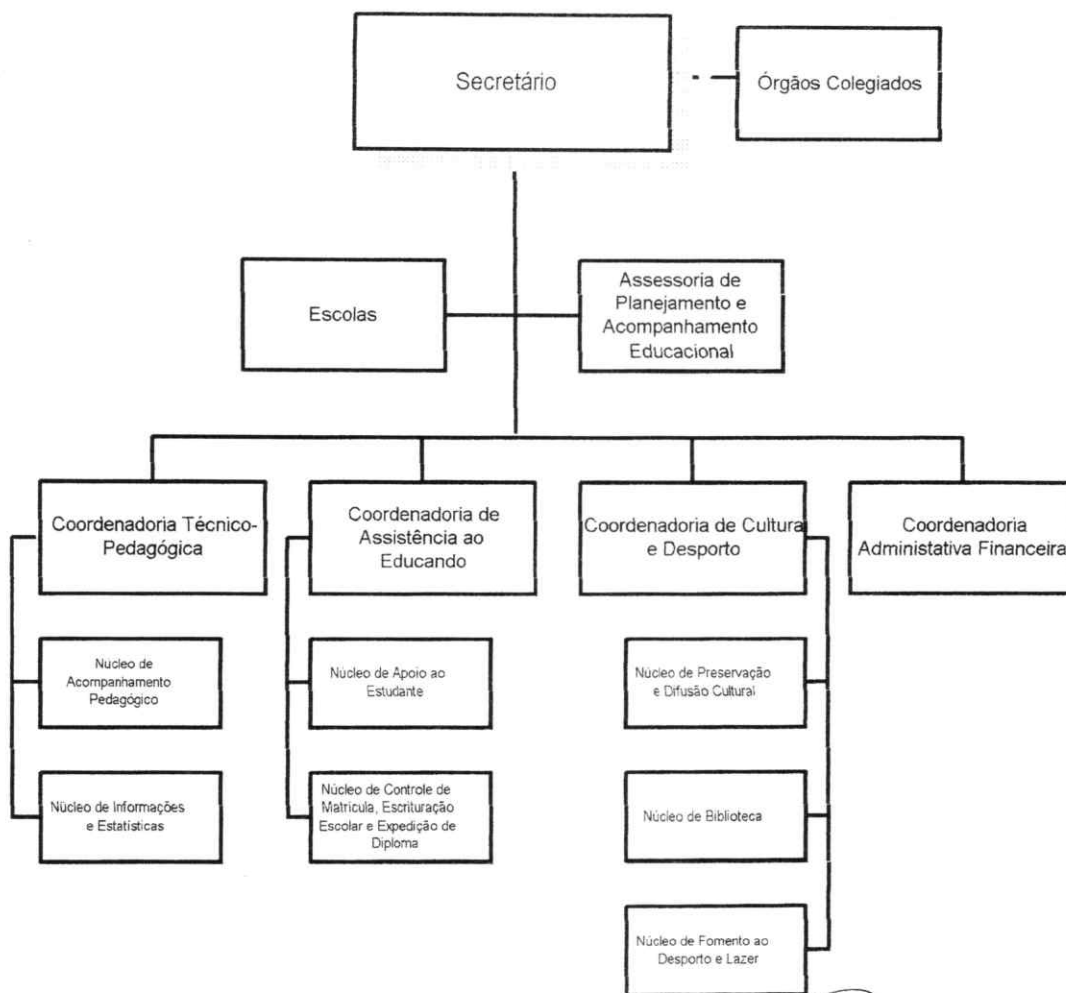 Secretário
Órgãos Colegiados
Escolas
Assessoria de
Planejamento e
Acompanhamento
Educacional
Coordenadoria Técnico-
Pedagógica
Coordenadoria de
Assistência ao
Educando
Coordenadoria de Cultura
e Desporto
Coordenadoria
Administativa Financeira
Núcleo de
Acompanhamento
Pedagógico
Núcleo de Apoio ao
Estudante
Núcleo de Preservação
e Difusão Cultural
Núcleo de Informações
e Estatísticas
Núcleo de Controle de
Matrícula, Escrituração
Escolar e Expedição de
Diploma
Núcleo de Biblioteca
Núcleo de Fomento ao
Desporto e Lazer